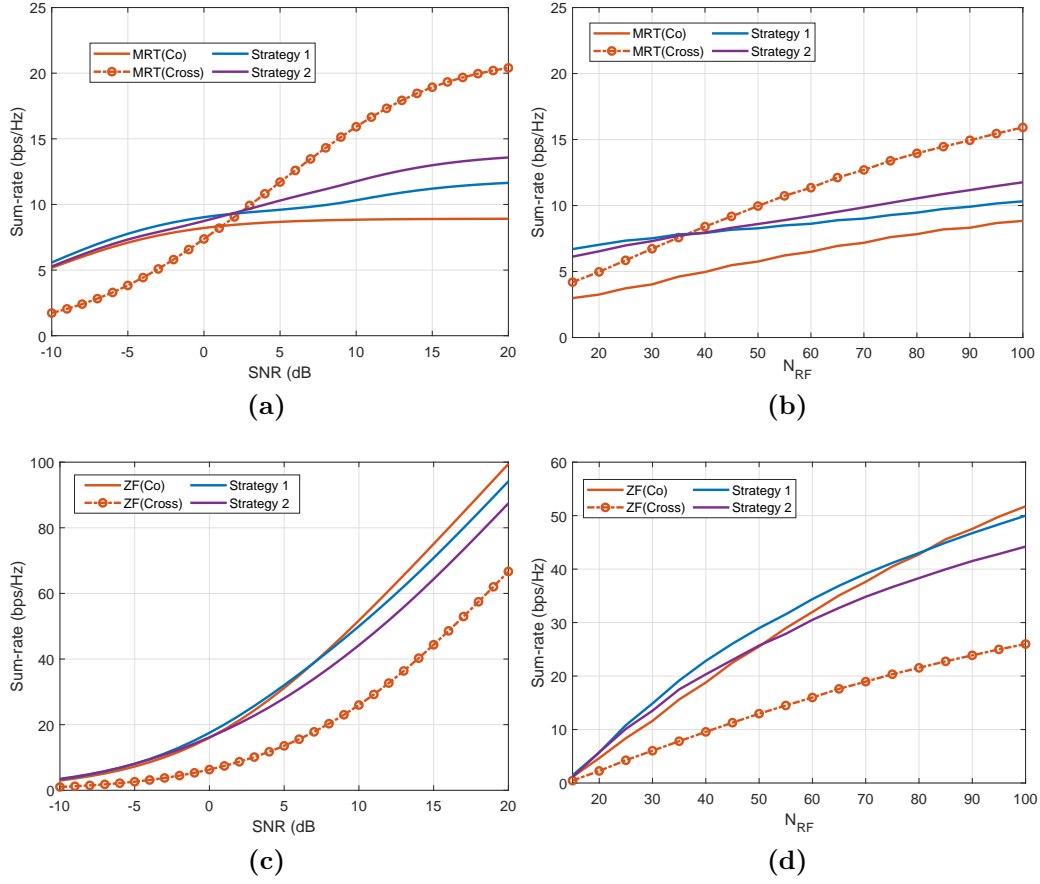 25
20
15
10
5
0
Sum-rate (bps/Hz)
MRT(Co) Strategy 1
MRT(Cross) Strategy 2
-10 -5 0 5 10 15 20
SNR (dB
(a)
25
20
15
10
5
0
Sum-rate (bps/Hz)
MRT(Co) Strategy 1
MRT(Cross) Strategy 2
20 30 40 50 60 70 80 90 100
N_RF
(b)
100
80
60
40
20
0
Sum-rate (bps/Hz)
ZF(Co) Strategy 1
ZF(Cross) Strategy 2
-10 -5 0 5 10 15 20
SNR (dB
(c)
60
50
40
30
20
10
0
Sum-rate (bps/Hz)
ZF(Co) Strategy 1
ZF(Cross) Strategy 2
20 30 40 50 60 70 80 90 100
N_RF
(d)